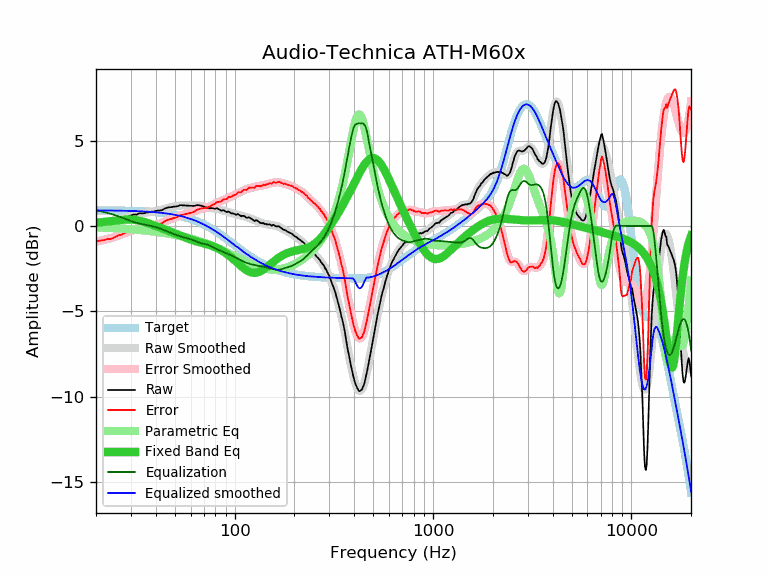 Audio-Technica ATH-M60x
Amplitude (dBr)
5
0
−5
−10
−15
Target
Raw Smoothed
Error Smoothed
Raw
Error
Parametric Eq
Fixed Band Eq
Equalization
Equalized smoothed
100
1000
10000
Frequency (Hz)